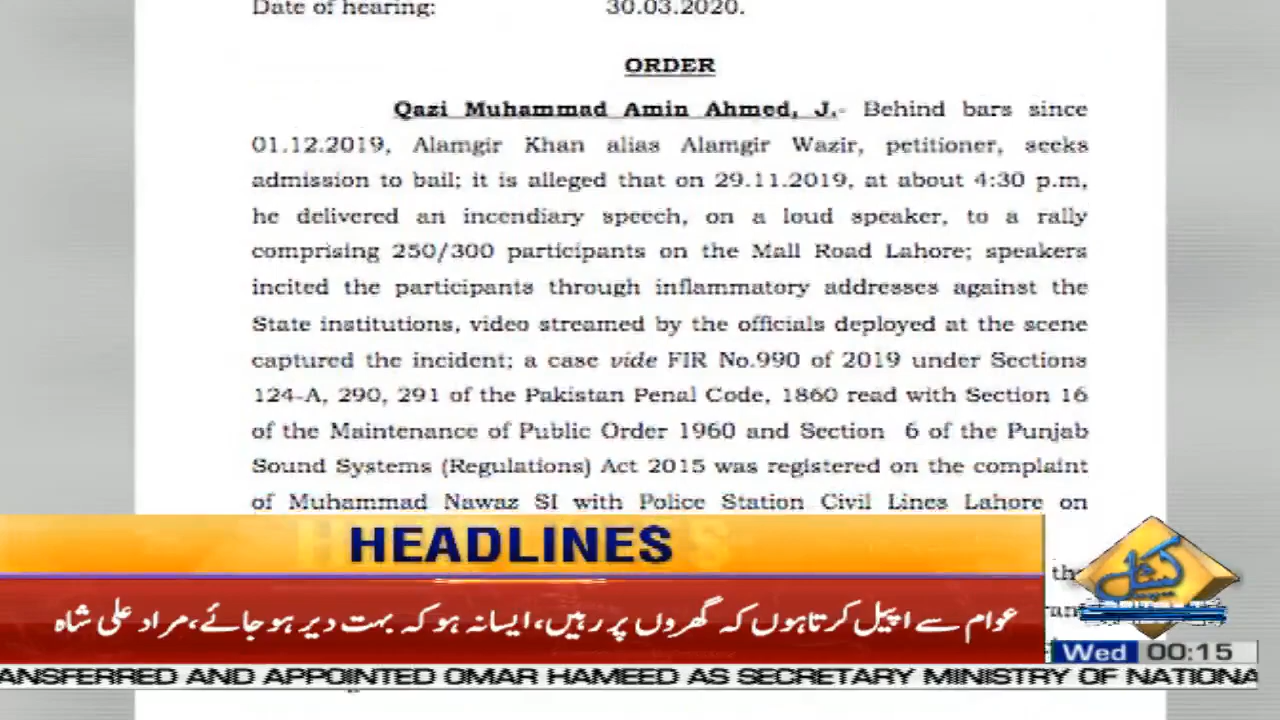 Date of hearing: 30.03.2020.
ORDER
Qazi Muhammad Amin Ahmed, J.- Behind bars since
01.12.2019, Alamgir Khan alias Alamgir Wazir, petitioner, seeks
admission to bail; it is alleged that on 29.11.2019, at about 4:30 p.m,
he delivered an incendiary speech, on a loud speaker, to a rally
comprising 250/300 participants on the Mall Road Lahore; speakers
incited the participants through inflammatory addresses against the
State institutions, video streamed by the officials deployed at the scene
captured the incident; a case vide FIR No.990 of 2019 under Sections
124-A, 290, 291 of the Pakistan Penal Code, 1860 read with Section 16
of the Maintenance of Public Order 1960 and Section 6 of the Punjab
Sound Systems (Regulations) Act 2015 was registered on the complaint
of Muhammad Nawaz SI with Police Station Civil Lines Lahore on
HEADLINES
عوام سے اپیل کرتا ہوں کہ گھروں پر رہیں، ایسا نہ ہو کہ بہت دیر ہو جائے، مراد علی شاہ
کیپیٹل
Wed 00:15
ANSFERRED AND APPOINTED OMAR HAMEED AS SECRETARY MINISTRY OF NATIONA